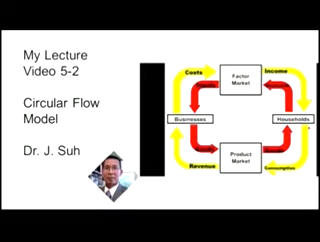 My Lecture
Video 5-2
Circular Flow
Model
Dr. J. Suh
Costs
Income
Factor
Market
Businesses
Households
Product
Market
Revenue
Consumption